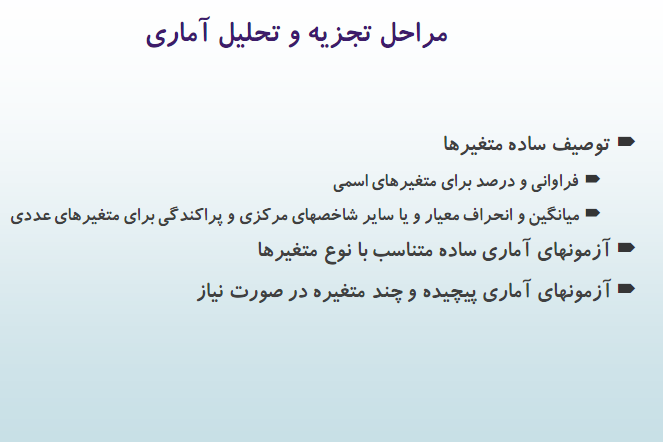 مراحل تجزیه و تحلیل آماری
توصیف ساده متغیرها
فراوانی و درصد برای متغیرهای اسمی
میانگین و انحراف معیار و یا سایر شاخصهای مرکزی و پراکندگی برای متغیرهای عددی
آزمونهای آماری ساده متناسب با نوع متغیرها
آزمونهای آماری پیچیده و چند متغیره در صورت نیاز